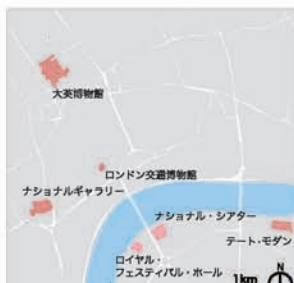 大英博物館
ロンドン交通博物館
ナショナルギャラリー
ナショナル・シアター
テート・モダン
ロイヤル・
フェスティバル・ホール
1km
N